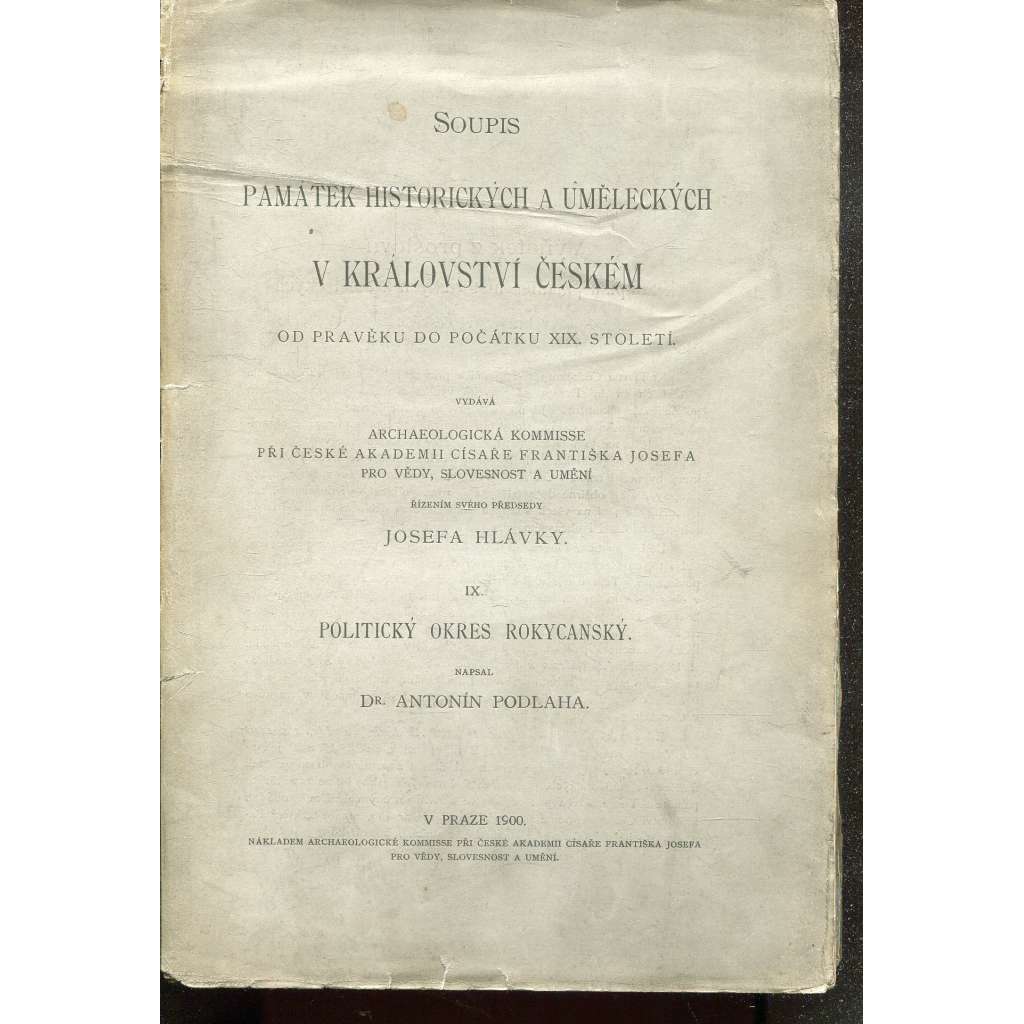 SOUPIS
PAMÁTEK HISTORICKÝCH A UMĚLECKÝCH
V KRÁLOVSTVÍ ČESKÉM
OD PRAVĚKU DO POČÁTKU XIX. STOLETÍ.
VYDÁVÁ
ARCHAEOLOGICKÁ KOMMISSE
PŘI ČESKÉ AKADEMII CÍSAŘE FRANTIŠKA JOSEFA
PRO VĚDY, SLOVESNOST A UMĚNÍ
ŘÍZENÍM SVÉHO PŘEDSEDY
JOSEFA HLÁVKY.
IX.
POLITICKÝ OKRES ROKYCANSKÝ.
NAPSAL
DR. ANTONÍN PODLAHA.
V PRAZE 1900.
NÁKLADEM ARCHAEOLOGICKÉ KOMMISSE PŘI ČESKÉ AKADEMII CÍSAŘE FRANTIŠKA JOSEFA
PRO VĚDY, SLOVESNOST A UMĚNÍ.